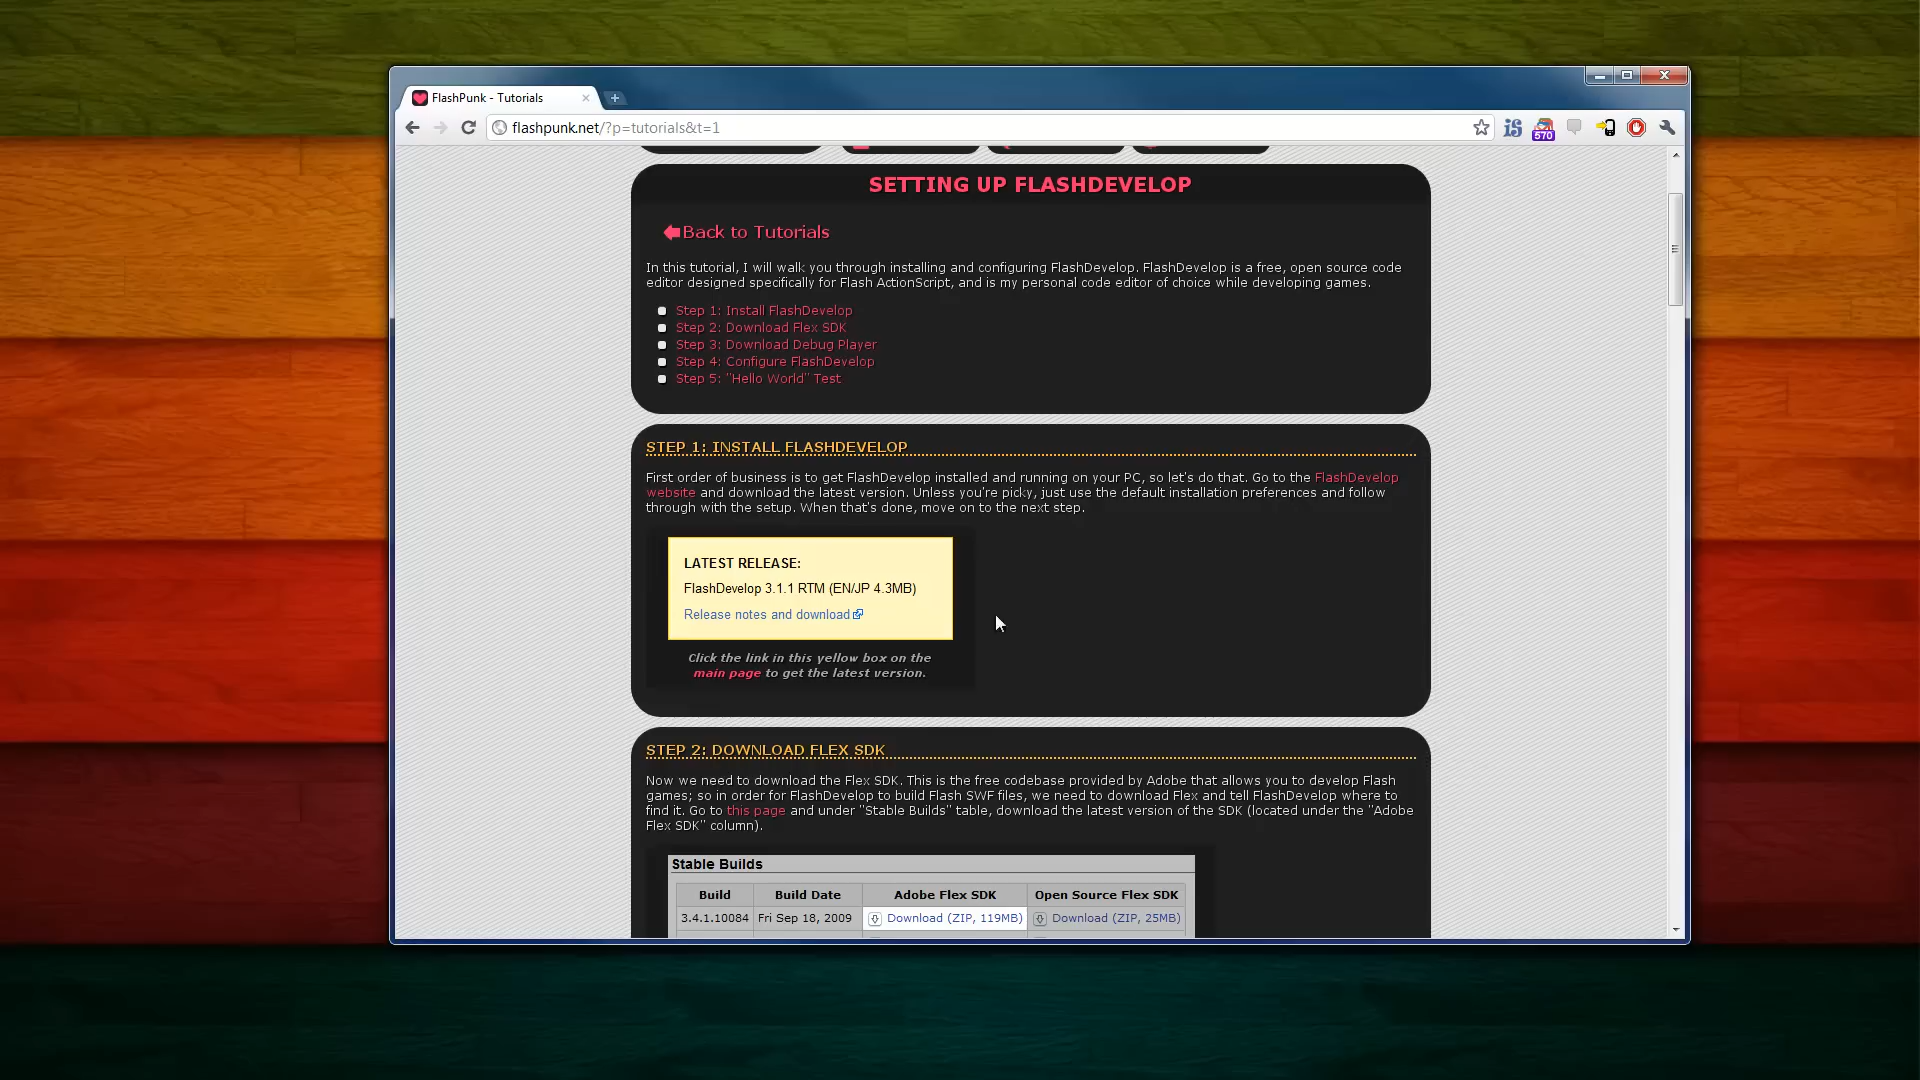 FlashPunk - Tutorials
flashpunk.net/?p=tutorials&t=1
iS
570
SETTING UP FLASHDEVELOP
Back to Tutorials
In this tutorial, I will walk you through installing and configuring FlashDevelop. FlashDevelop is a free, open source code
editor designed specifically for Flash ActionScript, and is my personal code editor of choice while developing games.
Step 1: Install FlashDevelop
Step 2: Download Flex SDK
Step 3: Download Debug Player
Step 4: Configure FlashDevelop
Step 5: "Hello World" Test
STEP 1: INSTALL FLASHDEVELOP
First order of business is to get FlashDevelop installed and running on your PC, so let's do that. Go to the FlashDevelop
website and download the latest version. Unless you're picky, just use the default installation preferences and follow
through with the setup. When that's done, move on to the next step.
LATEST RELEASE:
FlashDevelop 3.1.1 RTM (EN/JP 4.3MB)
Release notes and download
Click the link in this yellow box on the
main page to get the latest version.
STEP 2: DOWNLOAD FLEX SDK
Now we need to download the Flex SDK. This is the free codebase provided by Adobe that allows you to develop Flash
games; so in order for FlashDevelop to build Flash SWF files, we need to download Flex and tell FlashDevelop where to
find it. Go to this page and under "Stable Builds" table, download the latest version of the SDK (located under the "Adobe
Flex SDK" column).
Stable Builds
Build Build Date Adobe Flex SDK Open Source Flex SDK
3.4.1.10084 Fri Sep 18, 2009 Download (ZIP, 119MB) Download (ZIP, 25MB)